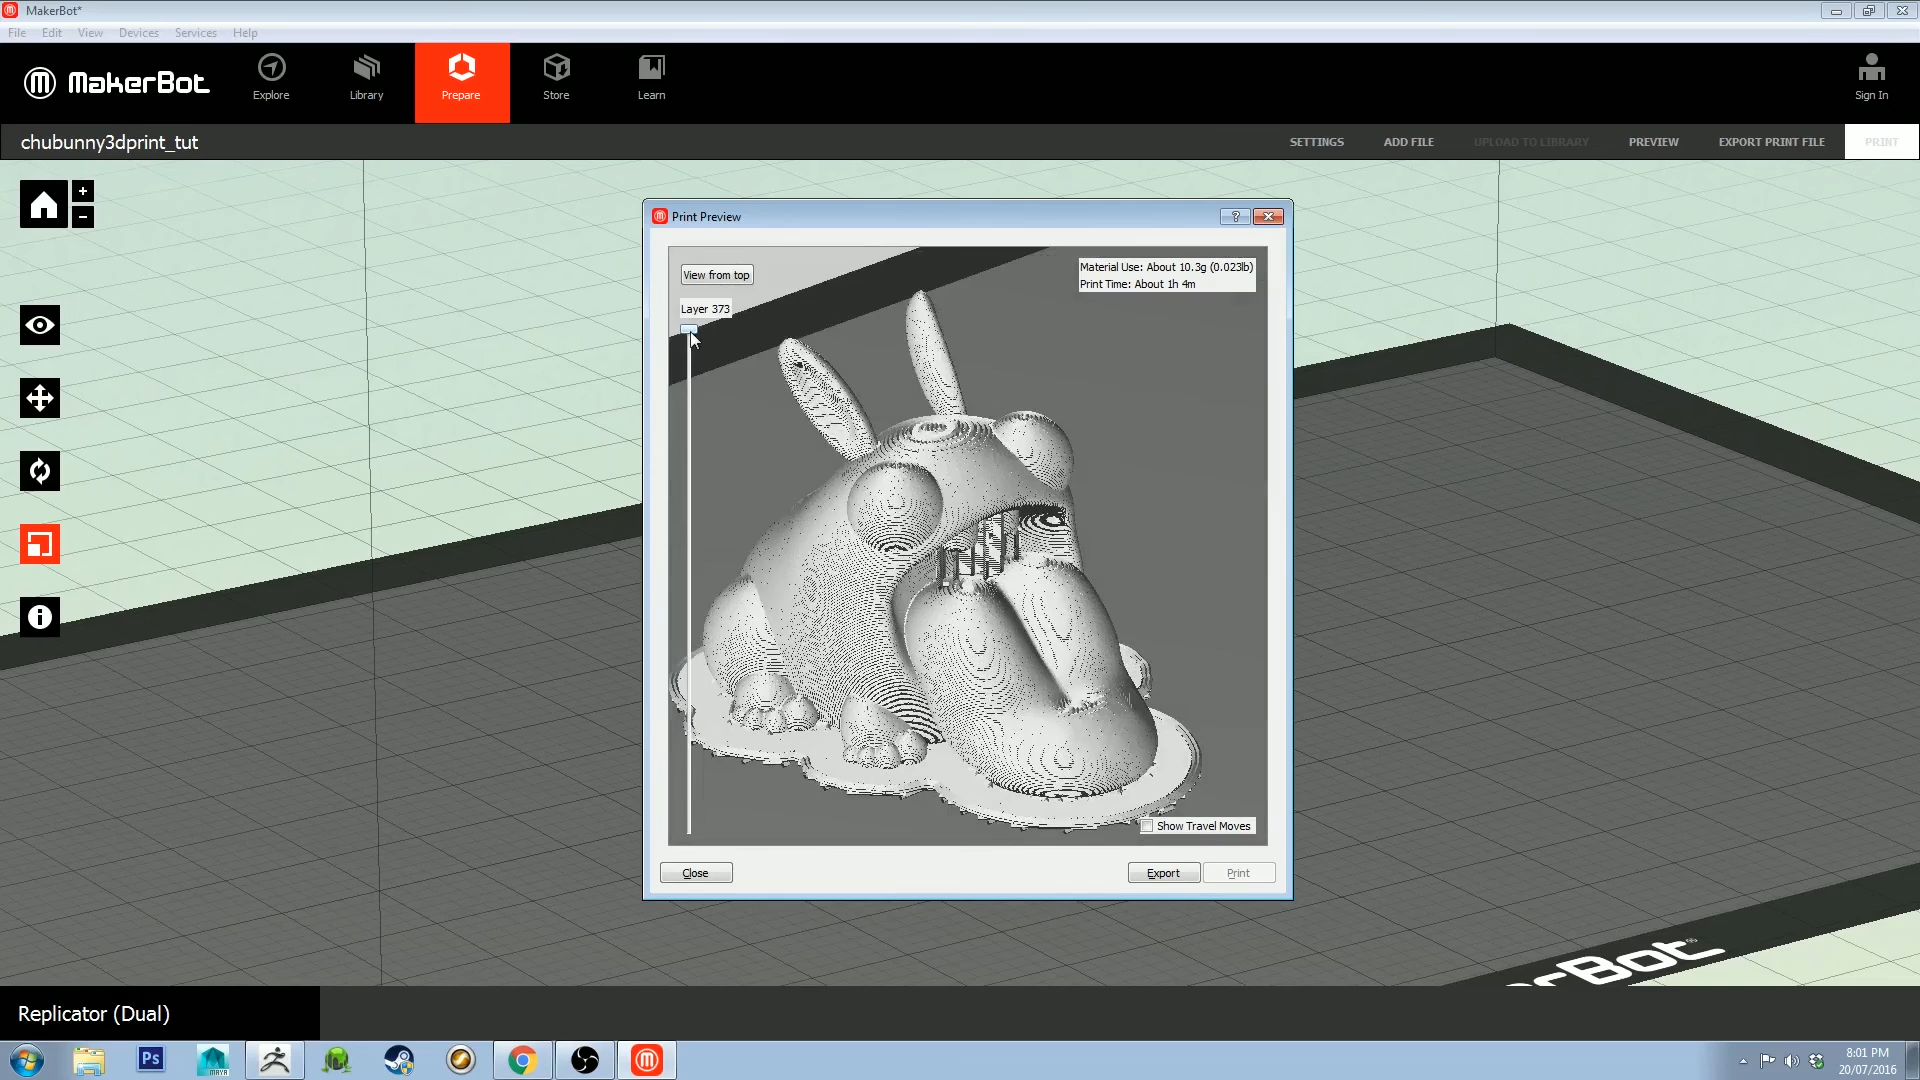 MakerBot*
File Edit View Devices Services Help
MakerBot
Explore
Library
Prepare
Store
Learn
Sign In
chubunny3dprint_tut
SETTINGS
ADD FILE
UPLOAD TO LIBRARY
PREVIEW
EXPORT PRINT FILE
PRINT
+
-
Print Preview
?
View from top
Material Use: About 10.3g (0.023lb)
Print Time: About 1h 4m
Layer 373
Show Travel Moves
Close
Export
Print
erBot
Replicator (Dual)
Ps
MAYA
8:01 PM
20/07/2016